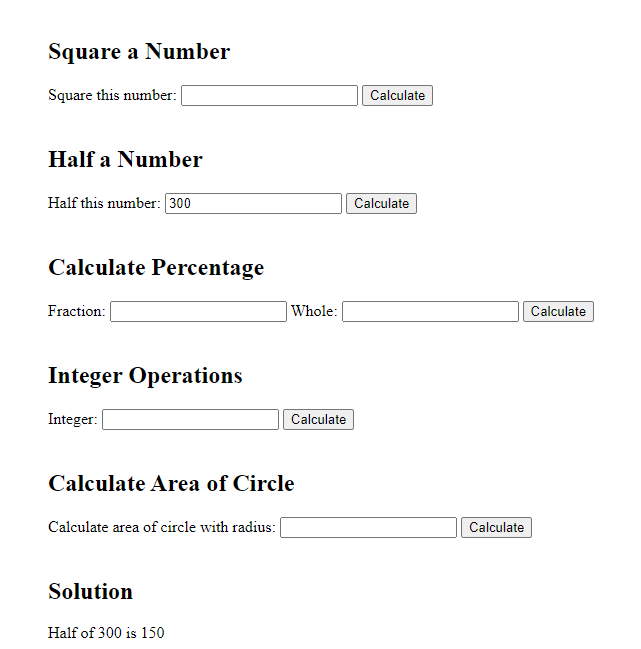 Square a Number
Square this number: Calculate
Half a Number
Half this number: 300 Calculate
Calculate Percentage
Fraction: Whole: Calculate
Integer Operations
Integer: Calculate
Calculate Area of Circle
Calculate area of circle with radius: Calculate
Solution
Half of 300 is 150